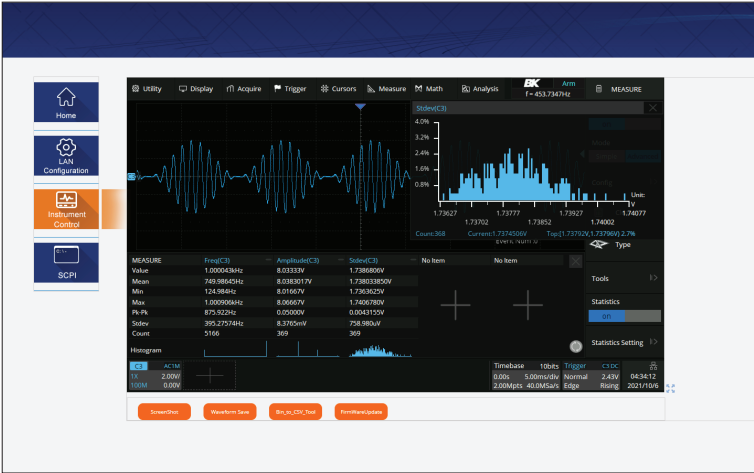 Utility Display Acquire Trigger Cursors Measure Math Analysis BK Arm MEASURE
f = 453.7347Hz
Home
LAN
Configuration
Instrument
Control
SCPI
Stdev(C3)
4.0%
3.2%
2.4%
1.6%
0.8%
Unit:
V
1.73627 1.73777 1.73927 1.74077
1.73702 1.73852 1.74002
Count:368 Current:1.7374506V Top:[1.73792V,1.73796V) 2.7%
Mode
Config
Event Num 0
Type
Tools
Statistics
on
Statistics Setting
C3
MEASURE Freq(C3) Amplitude(C3) Stdev(C3) No Item No Item
Value 1.000043kHz 8.03333V 1.7386806V
Mean 749.98645Hz 8.0383017V 1.738033850V
Min 124.984Hz 8.01667V 1.7363625V
Max 1.000906kHz 8.06667V 1.7406780V
Pk-Pk 875.922Hz 0.05000V 0.0043155V
Stdev 395.27574Hz 8.3765mV 758.980uV
Count 5166 369 369
Histogram
C3 AC1M
1X 2.00V/
100M 0.00V
Timebase 10bits
0.00s 5.00ms/div
2.00Mpts 40.0MSa/s
Trigger C3 DC
Normal 2.43V
Edge Rising
04:34:12
2021/10/6
ScreenShot Waveform Save Bin_to_CSV_Tool FirmWareUpdate